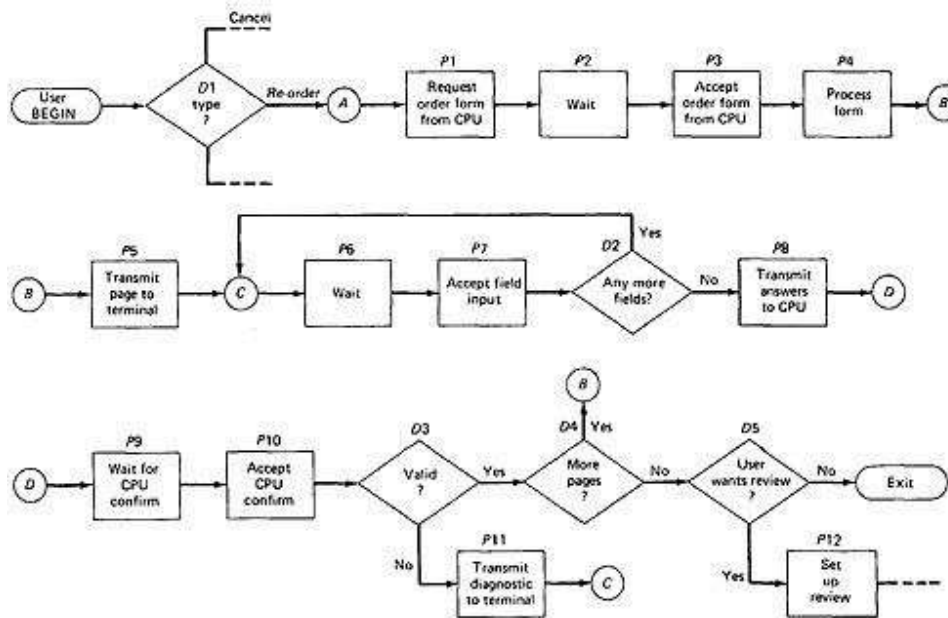 Cancel
P1
P2
P3
P4
User
BEGIN
D1
type
?
Re-order
A
Request
order form
from CPU
Wait
Accept
order form
from CPU
Process
form
B
Yes
P5
P6
P7
D2
P8
B
Transmit
page to
terminal
C
Wait
Accept field
input
Any more
fields?
No
Transmit
answers
to CPU
D
B
P9
P10
D3
D4
Yes
D5
D
Wait for
CPU
confirm
Accept
CPU
confirm
Valid
?
Yes
More
pages
?
No
User
wants review
?
No
Exit
No
P11
Transmit
diagnostic
to terminal
C
Yes
P12
Set
up
review